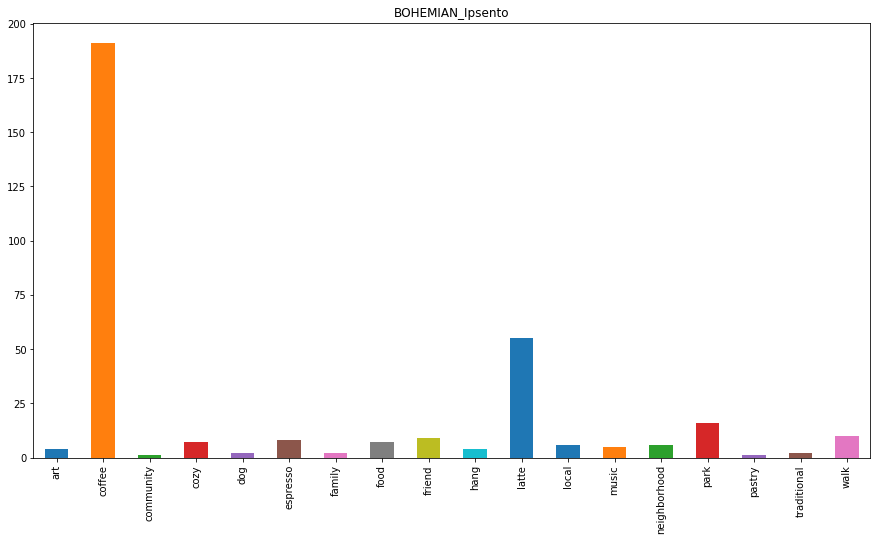 BOHEMIAN_Ipsento
200
175
150
125
100
75
50
25
0
art
coffee
community
cozy
dog
espresso
family
food
friend
hang
latte
local
music
neighborhood
park
pastry
traditional
walk